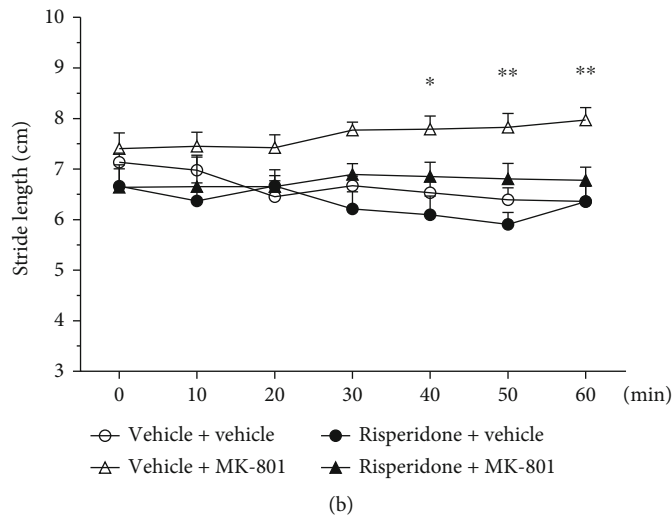 10
9
8
7
6
5
4
3
Stride length (cm)
*
**
**
0 10 20 30 40 50 60 (min)
Vehicle + vehicle Risperidone + vehicle
Vehicle + MK-801 Risperidone + MK-801
(b)